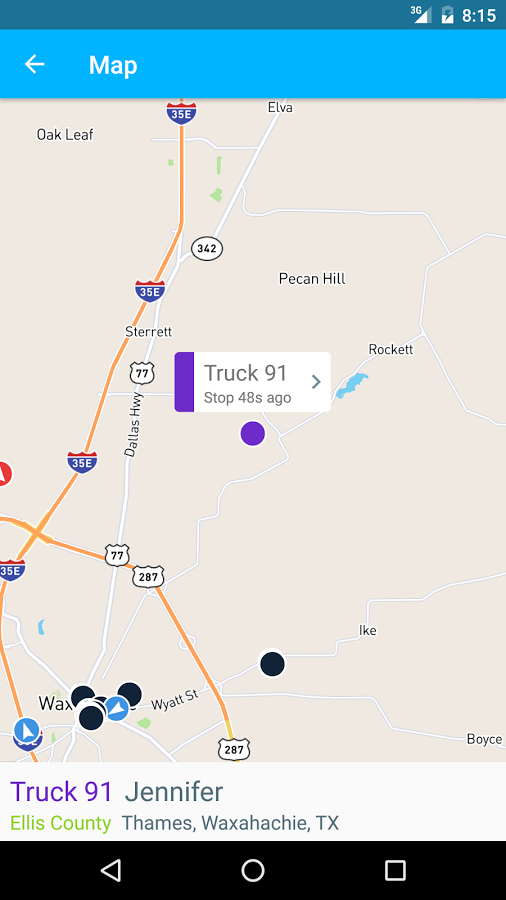 3G 8:15
Map
Elva
35E
Oak Leaf
342
Pecan Hill
35E
Sterrett
Rockett
77
Truck 91
Stop 48s ago
Dallas Hwy
35E
77
35E
287
Ike
Wyatt St
Boyce
287
Truck 91 Jennifer
Ellis County Thames, Waxahachie, TX